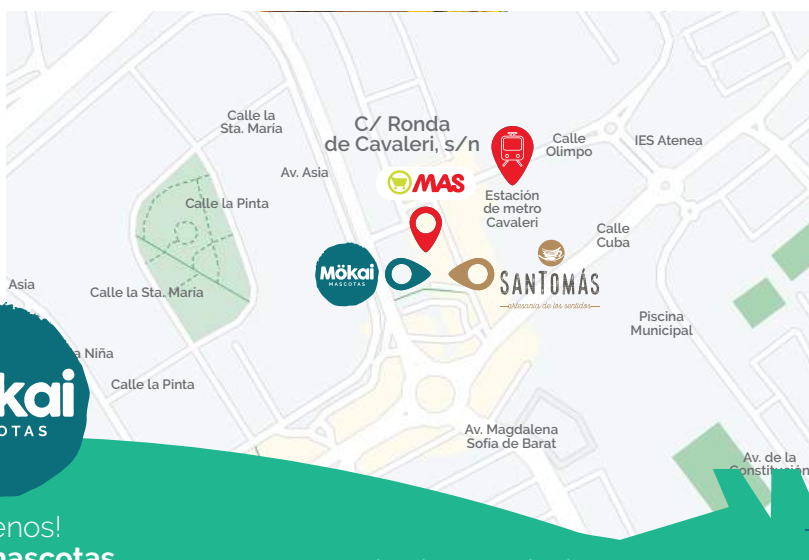 Calle la
Sta. María
C/ Ronda
de Cavaleri, s/n
Calle
Olimpo
IES Atenea
Av. Asia
MAS
Calle la Pinta
Estación
de metro
Cavaleri
Calle
Cuba
Mökai
MASCOTAS
SANTOMÁS
artesanía de los sentidos
Asia
Calle la Sta. María
Piscina
Municipal
a Niña
Calle la Pinta
kai
OTAS
Av. Magdalena
Sofía de Barat
Av. de la
Constitución
enos!
mascotas